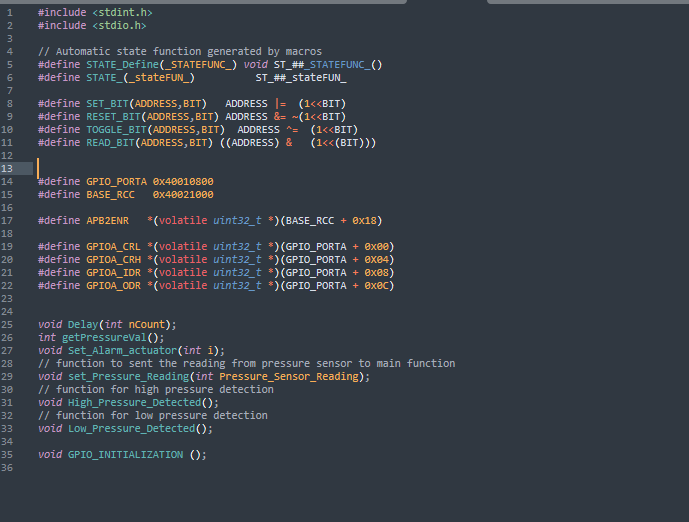 1 #include <stdint.h>
2 #include <stdio.h>
3
4 // Automatic state function generated by macros
5 #define STATE_Define(_STATEFUNC_) void ST_##_STATEFUNC_()
6 #define STATE_(_stateFUN_) ST_##_stateFUN_
7
8 #define SET_BIT(ADDRESS,BIT) ADDRESS |= (1<<BIT)
9 #define RESET_BIT(ADDRESS,BIT) ADDRESS &= ~(1<<BIT)
10 #define TOGGLE_BIT(ADDRESS,BIT) ADDRESS ^= (1<<BIT)
11 #define READ_BIT(ADDRESS,BIT) ((ADDRESS) & (1<<(BIT)))
12
13
14 #define GPIO_PORTA 0x40010800
15 #define BASE_RCC 0x40021000
16
17 #define APB2ENR *(volatile uint32_t *)(BASE_RCC + 0x18)
18
19 #define GPIOA_CRL *(volatile uint32_t *)(GPIO_PORTA + 0x00)
20 #define GPIOA_CRH *(volatile uint32_t *)(GPIO_PORTA + 0x04)
21 #define GPIOA_IDR *(volatile uint32_t *)(GPIO_PORTA + 0x08)
22 #define GPIOA_ODR *(volatile uint32_t *)(GPIO_PORTA + 0x0C)
23
24
25 void Delay(int nCount);
26 int getPressureVal();
27 void Set_Alarm_actuator(int i);
28 // function to sent the reading from pressure sensor to main function
29 void set_Pressure_Reading(int Pressure_Sensor_Reading);
30 // function for high pressure detection
31 void High_Pressure_Detected();
32 // function for low pressure detection
33 void Low_Pressure_Detected();
34
35 void GPIO_INITIALIZATION ();
36